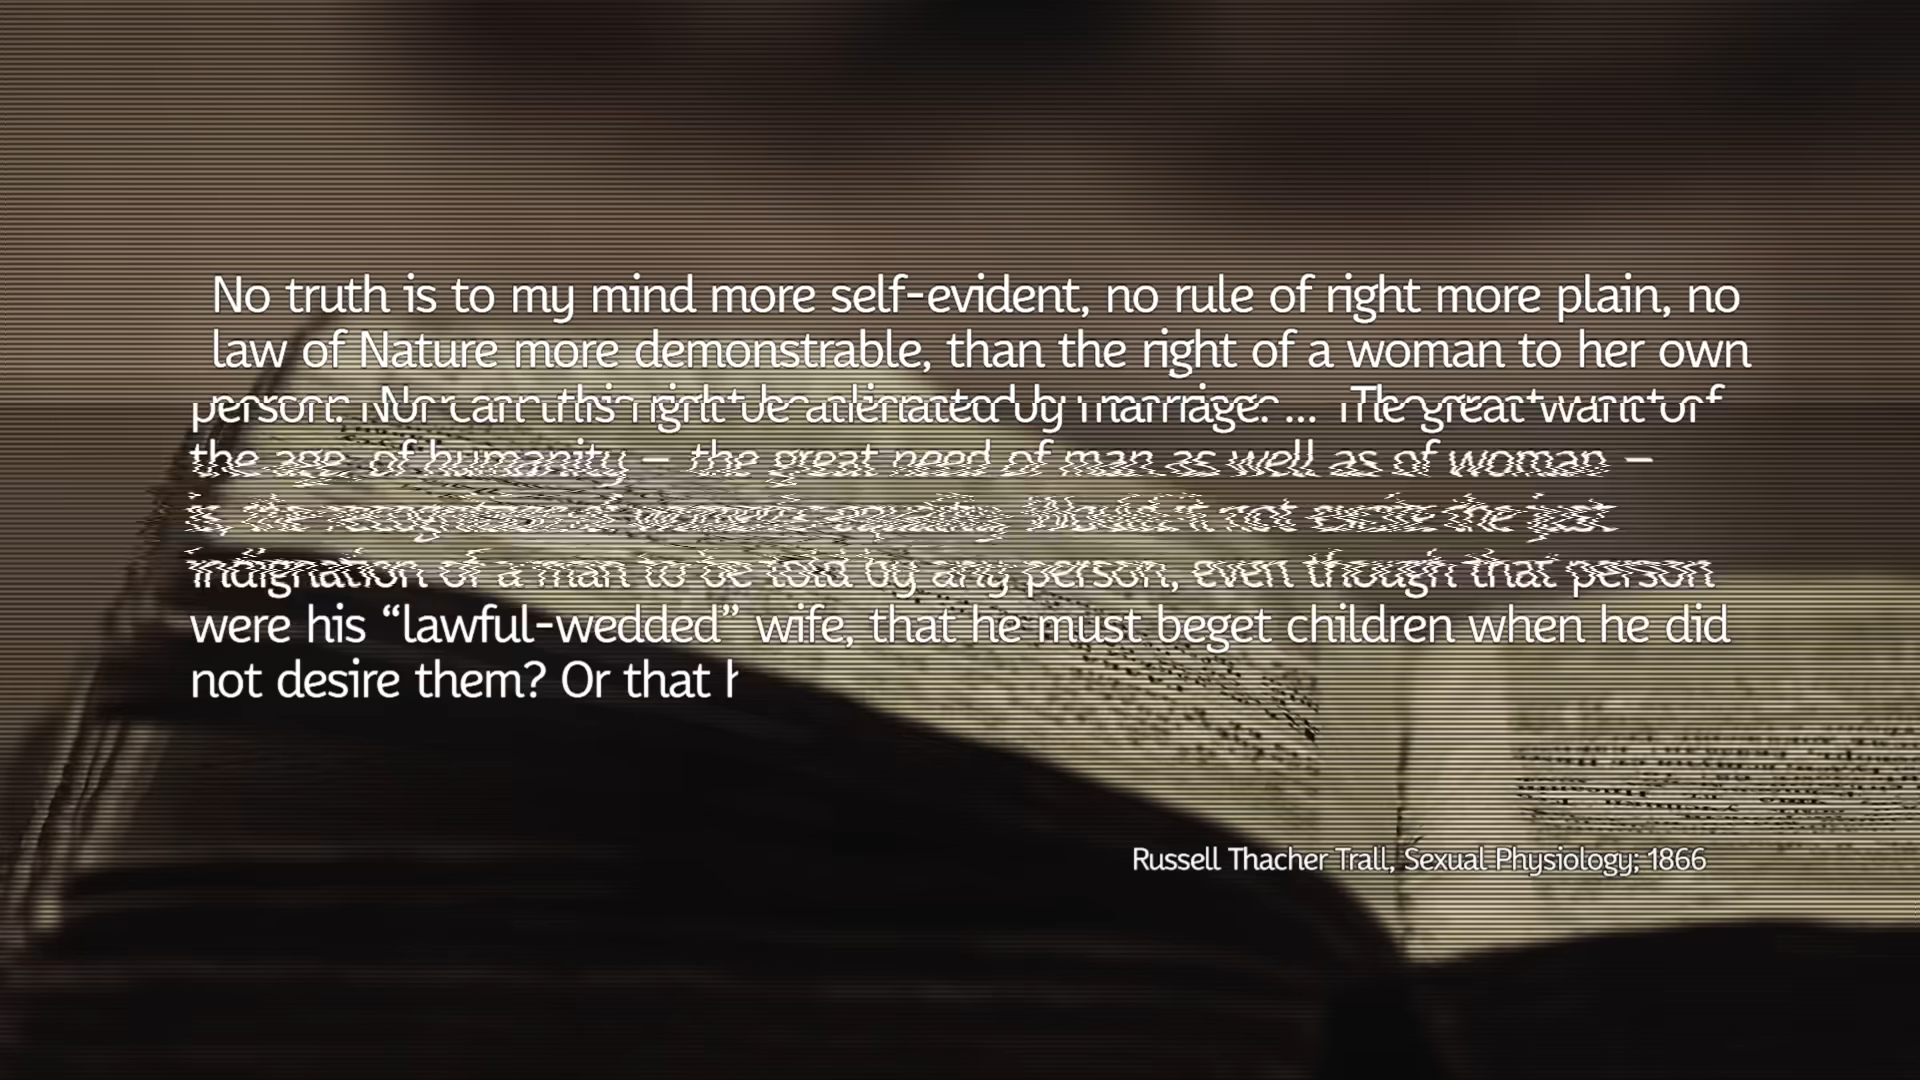 No truth is to my mind more self-evident, no rule of right more plain, no
law of Nature more demonstrable, than the right of a woman to her own
person. Nor can this right be alienated by marriage. ... The great want of
the age, of humanity – the great need of man as well as of woman –
is, the recognition of woman's equality. Wouldn't not excite the just
indignation of a man to be told by any person, even though that person
were his “lawful-wedded” wife, that he must beget children when he did
not desire them? Or that
Russell Thacher Trall, Sexual Physiology; 1866